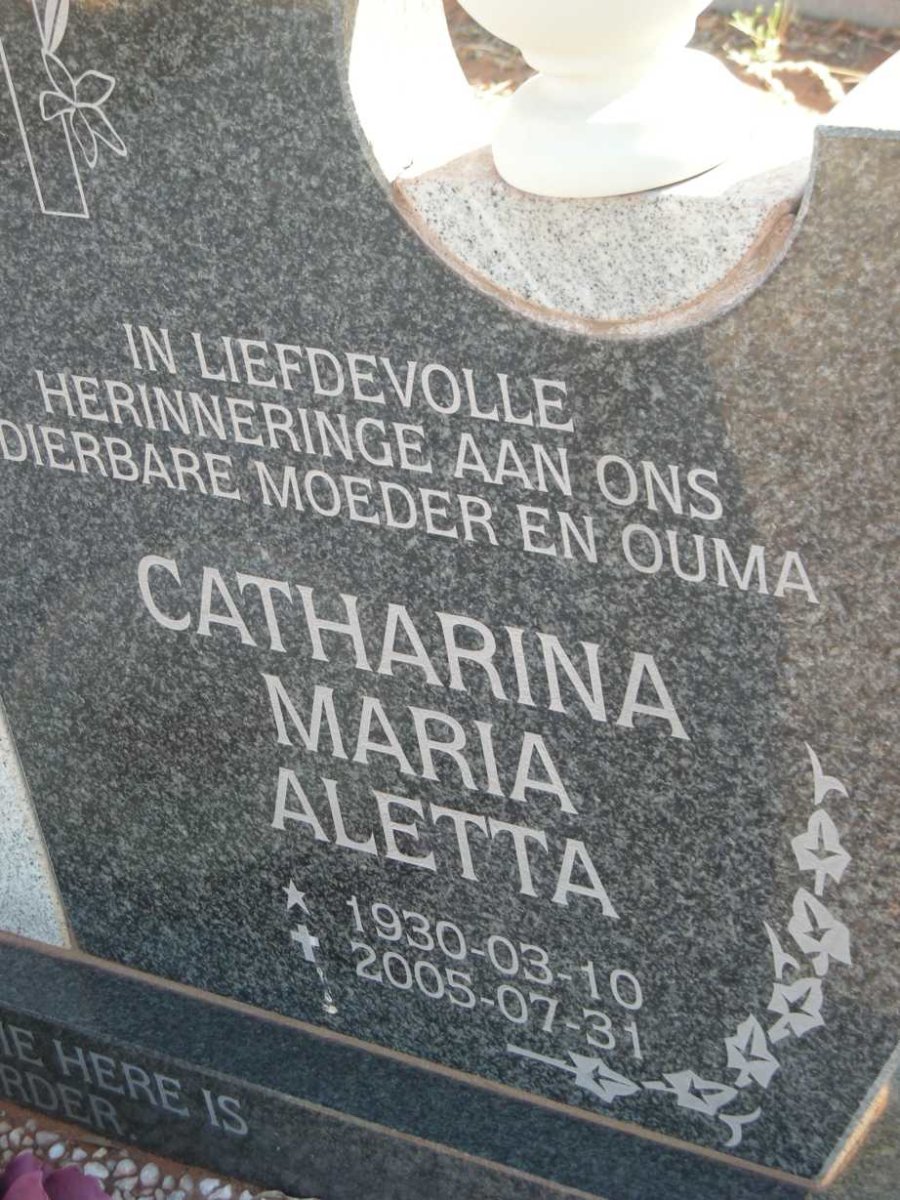 IN LIEFDEVOLLE
HERINNERINGE AAN ONS
DIERBARE MOEDER EN OUMA
CATHARINA
MARIA
ALETTA
1930-03-10
2005-07-31
HERE IS